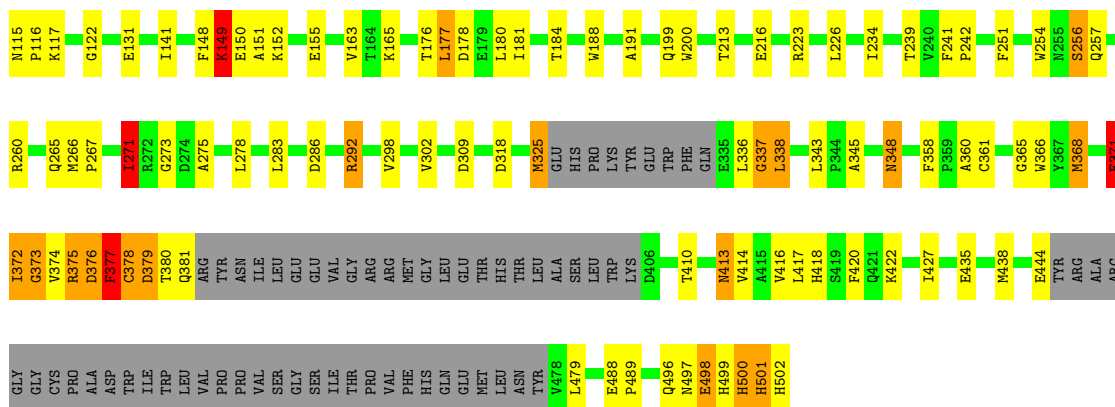 N115 P116 K117 G122 E131 I141 F148 K149 E150 A151 K152 E155 V163 T164 K165 T176 L177 D178 E179 L180 I181 T184 W188 A191 Q199 W200 T213 E216 R223 L226 I234 T239 V240 F241 P242 F251 W254 N255 S256 Q257
R260 Q265 M266 P267 I271 R272 G273 D274 A275 L278 L283 D286 R292 V298 V302 D309 D318 M325 GLU HIS PRO LYS TYR GLU TRP PHE GLN E335 L336 G337 L338 L343 P344 A345 N348 F358 P359 A360 C361 G365 W366 Y367 M368
I372 G373 V374 R375 D376 F377 C378 D379 T380 Q381 ARG TYR ASN ILE LEU GLU GLU VAL GLY ARG ARG MET GLY LEU GLU THR HIS THR LEU ALA SER LEU TRP LYS D406 T410 N413 V414 A415 V416 L417 H418 S419 F420 Q421 K422 I427 E435 M438 E444 TYR ARG ALA ARG
GLY GLY CYS PRO PRO ALA ASP TRP ILE TRP LEU VAL PRO PRO VAL SER GLY SER ILE THR PRO VAL PHE HIS GLN GLU MET LEU ASN TYR V478 L479 E488 P489 Q496 N497 E498 H499 H500 H501 H502